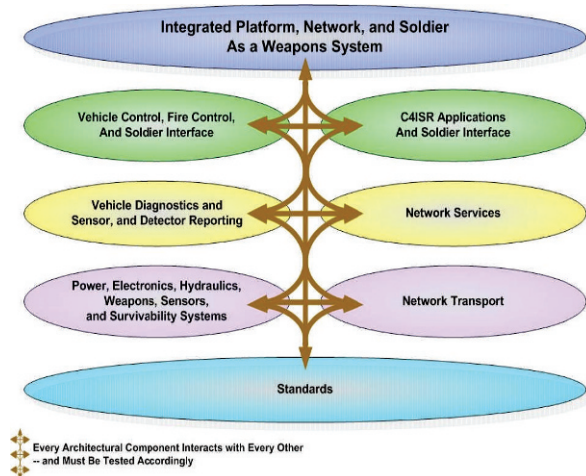 Integrated Platform, Network, and Soldier
As a Weapons System
Vehicle Control, Fire Control,
And Soldier Interface
C4ISR Applications
And Soldier Interface
Vehicle Diagnostics and
Sensor, and Detector Reporting
Network Services
Power, Electronics, Hydraulics,
Weapons, Sensors,
and Survivability Systems
Network Transport
Standards
Every Architectural Component Interacts with Every Other
-- and Must Be Tested Accordingly